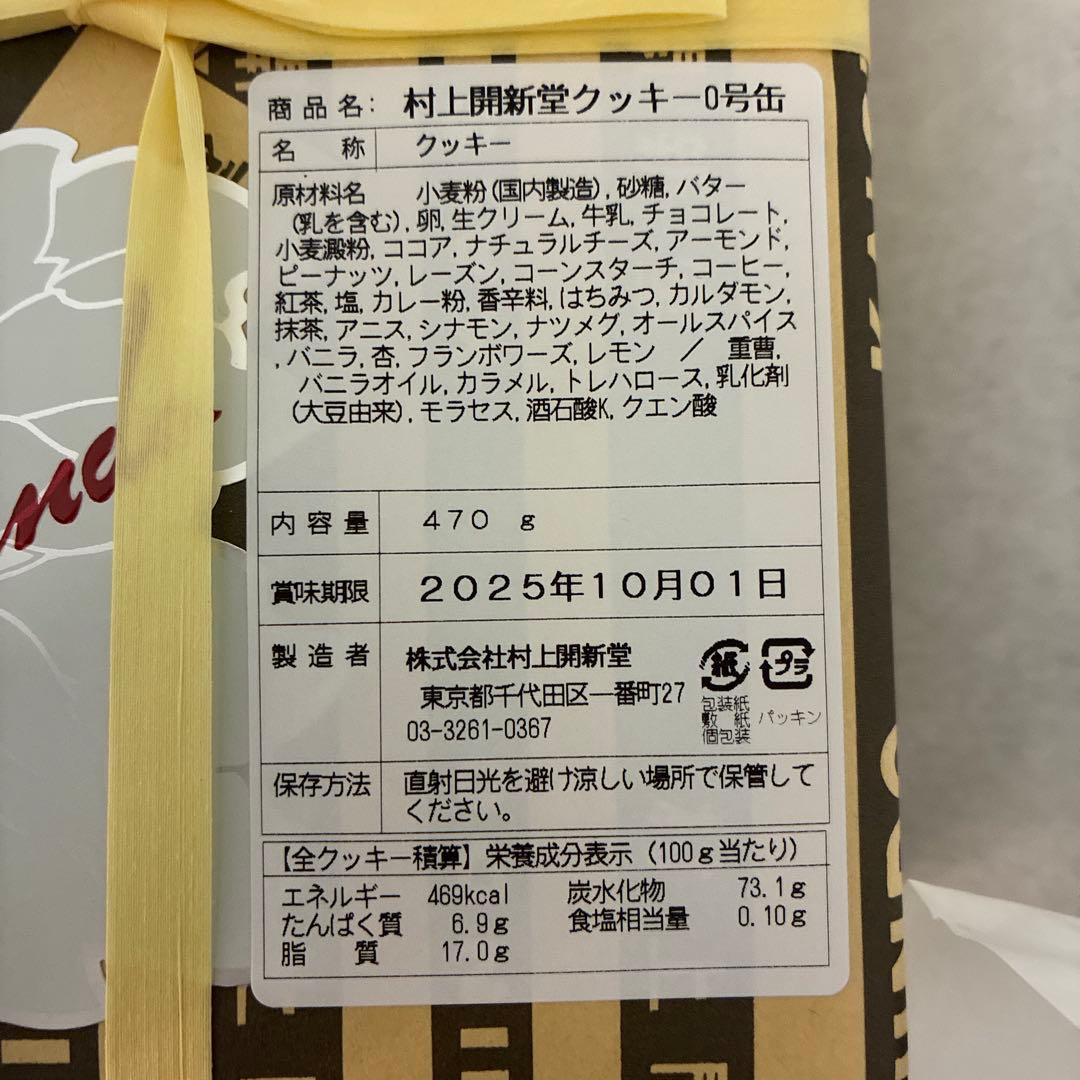 商品名: 村上開新堂クッキー0号缶
名 称 クッキー
原材料名 小麦粉(国内製造),砂糖,バター
(乳を含む),卵,生クリーム,牛乳,チョコレート,
小麦澱粉,ココア,ナチュラルチーズ,アーモンド,
ピーナッツ,レーズン,コーンスターチ,コーヒー,
紅茶,塩,カレー粉,香辛料,はちみつ,カルダモン,
抹茶,アニス,シナモン,ナツメグ,オールスパイス
,バニラ,杏,フランボワーズ,レモン / 重曹,
バニラオイル,カラメル,トレハロース,乳化剤
(大豆由来),モラセス,酒石酸K,クエン酸
内容量 470 g
賞味期限 2025年10月01日
製造者 株式会社村上開新堂
東京都千代田区一番町27
03-3261-0367
紙 プラ
包装紙
敷 紙 パッキン
個包装
保存方法 直射日光を避け涼しい場所で保管して
ください。
【全クッキー積算】栄養成分表示(100g当たり)
エネルギー 469kcal 炭水化物 73.1g
たんぱく質 6.9g 食塩相当量 0.10g
脂 質 17.0g